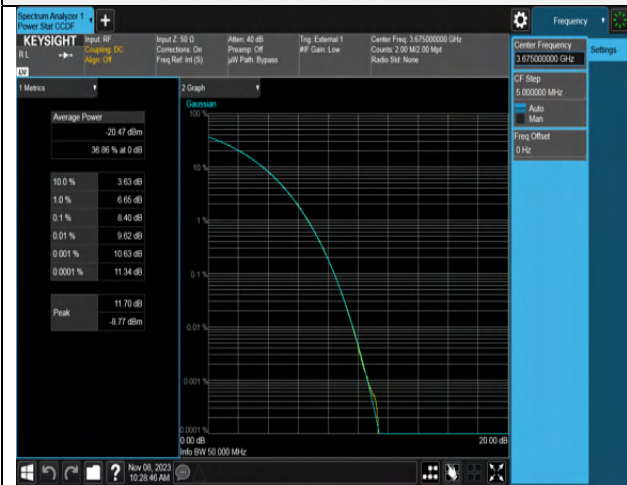 Spectrum Analyzer 1
Power Stat CCDF
Frequency
KEYSIGHT
R L
Input: RF
Coupling: DC
Align: Off
Input Z: 50 Ω
Corrections: On
Freq Ref: Int (S)
Atten: 40 dB
Preamp: Off
µW Path: Bypass
Trig: External 1
#IF Gain: Low
Center Freq: 3.675000000 GHz
Counts: 2.00 M/2.00 Mpt
Radio Std: None
Center Frequency
3.675000000 GHz
Settings
CF Step
5.000000 MHz
Auto
Man
Freq Offset
0 Hz
1 Metrics
Average Power
-20.47 dBm
36.86 % at 0 dB
10.0 % 3.63 dB
1.0 % 6.65 dB
0.1 % 8.40 dB
0.01 % 9.62 dB
0.001 % 10.63 dB
0.0001 % 11.34 dB
Peak 11.70 dB
-8.77 dBm
2 Graph
Gaussian
100 %
10 %
1 %
0.1 %
0.01 %
0.001 %
0.0001 %
0.00 dB 20.00 dB
Info BW 50.000 MHz
Nov 08, 2023
10:28:46 AM